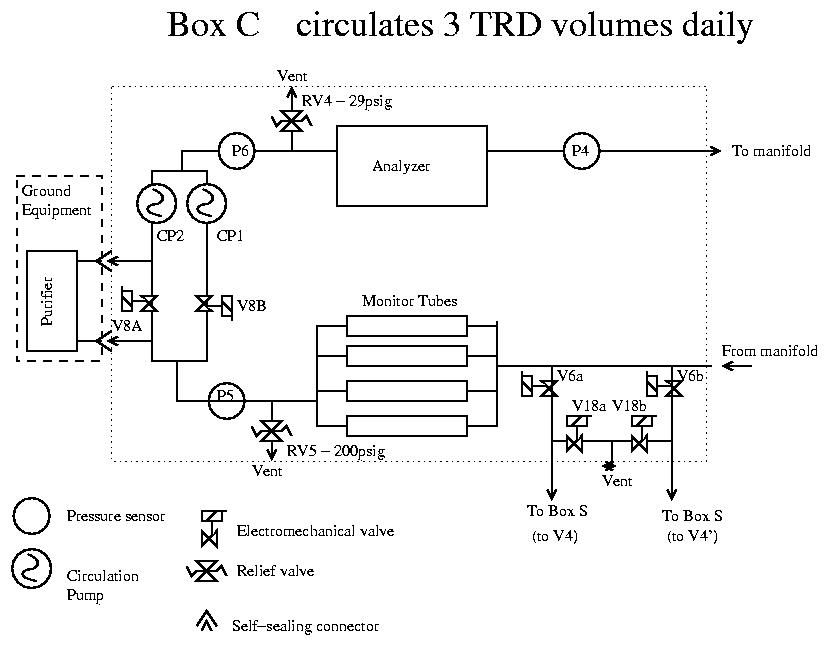 Box C circulates 3 TRD volumes daily
Vent
RV4 – 29psig
P6
Analyzer
P4
To manifold
Ground
Equipment
CP2
CP1
Purifier
V8A
V8B
Monitor Tubes
From manifold
V6a
V6b
P5
V18a
V18b
RV5 – 200psig
Vent
Vent
To Box S
(to V4)
To Box S
(to V4')
Pressure sensor
Electromechanical valve
Circulation
Pump
Relief valve
Self–sealing connector